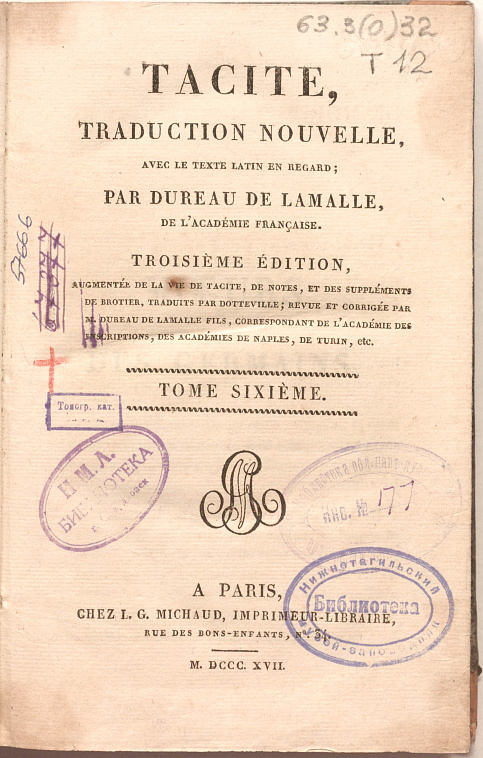 63.3(0)32
T 12
TACITE,
TRADUCTION NOUVELLE,
AVEC LE TEXTE LATIN EN REGARD;
PAR DUREAU DE LAMALLE,
DE L'ACADÉMIE FRANÇAISE.
TROISIÈME ÉDITION,
AUGMENTÉE DE LA VIE DE TACITE, DE NOTES, ET DES SUPPLÉMENTS
DE BROTIER, TRADUITS PAR DOTTEVILLE; REVUE ET CORRIGÉE PAR
M. DUREAU DE LAMALLE FILS, CORRESPONDANT DE L'ACADÉMIE DES
INSCRIPTIONS, DES ACADÉMIES DE NAPLES, DE TURIN, etc.
57666
TOME SIXIÈME.
Топогр. кат.
Н. М. Л.
БИБЛИОТЕКА
Инв. № 177
Нижнетагильский
Библиотека
A PARIS,
CHEZ L. G. MICHAUD, IMPRIMEUR-LIBRAIRE,
RUE DES BONS-ENFANTS, N°. 34.
M. DCCC. XVII.